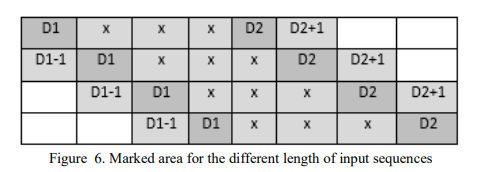 D1 x x x D2 D2+1
D1-1 D1 x x x D2 D2+1
D1-1 D1 x x x D2 D2+1
D1-1 D1 x x x D2
Figure 6. Marked area for the different length of input sequences